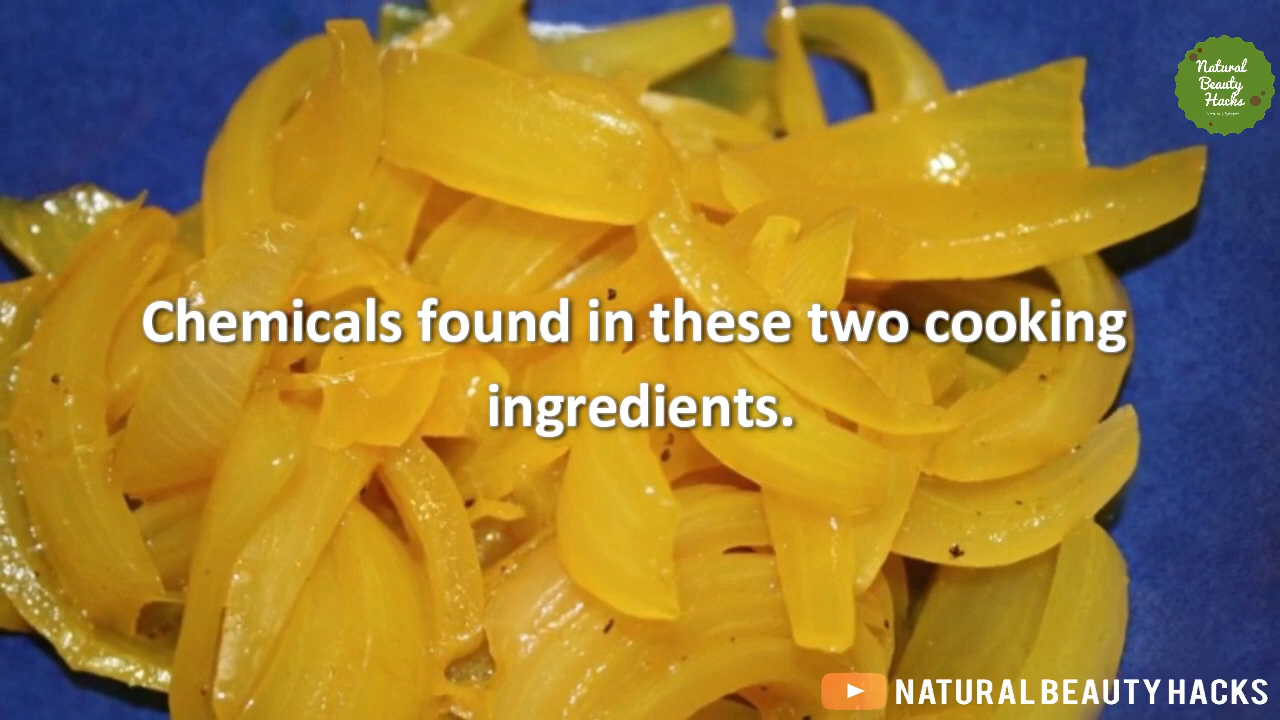 Natural
Beauty
Hacks
Chemicals found in these two cooking
ingredients.
NATURAL BEAUTY HACKS